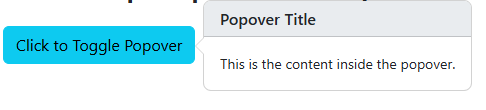 Popover Title
Click to Toggle Popover
This is the content inside the popover.